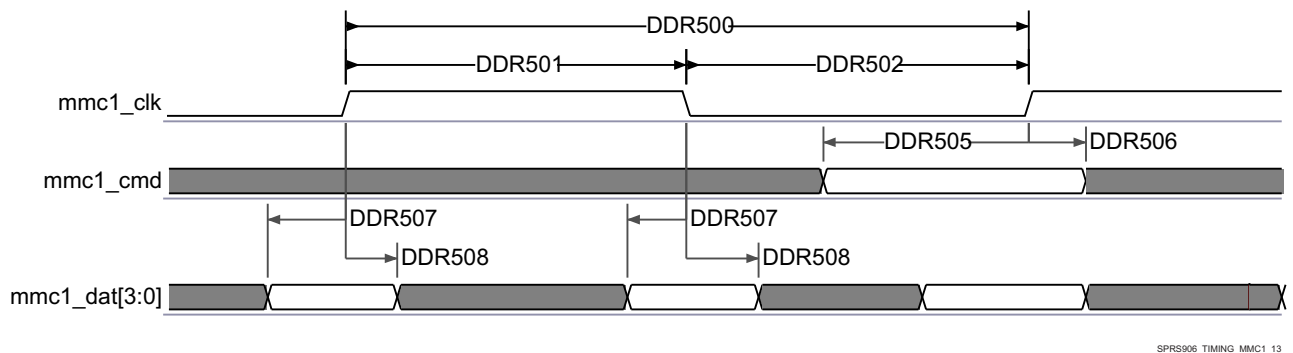 DDR500
DDR501 DDR502
mmc1_clk
DDR505 DDR506
mmc1_cmd
DDR507 DDR507
DDR508 DDR508
mmc1_dat[3:0]
SPRS906_TIMING_MMC1_13